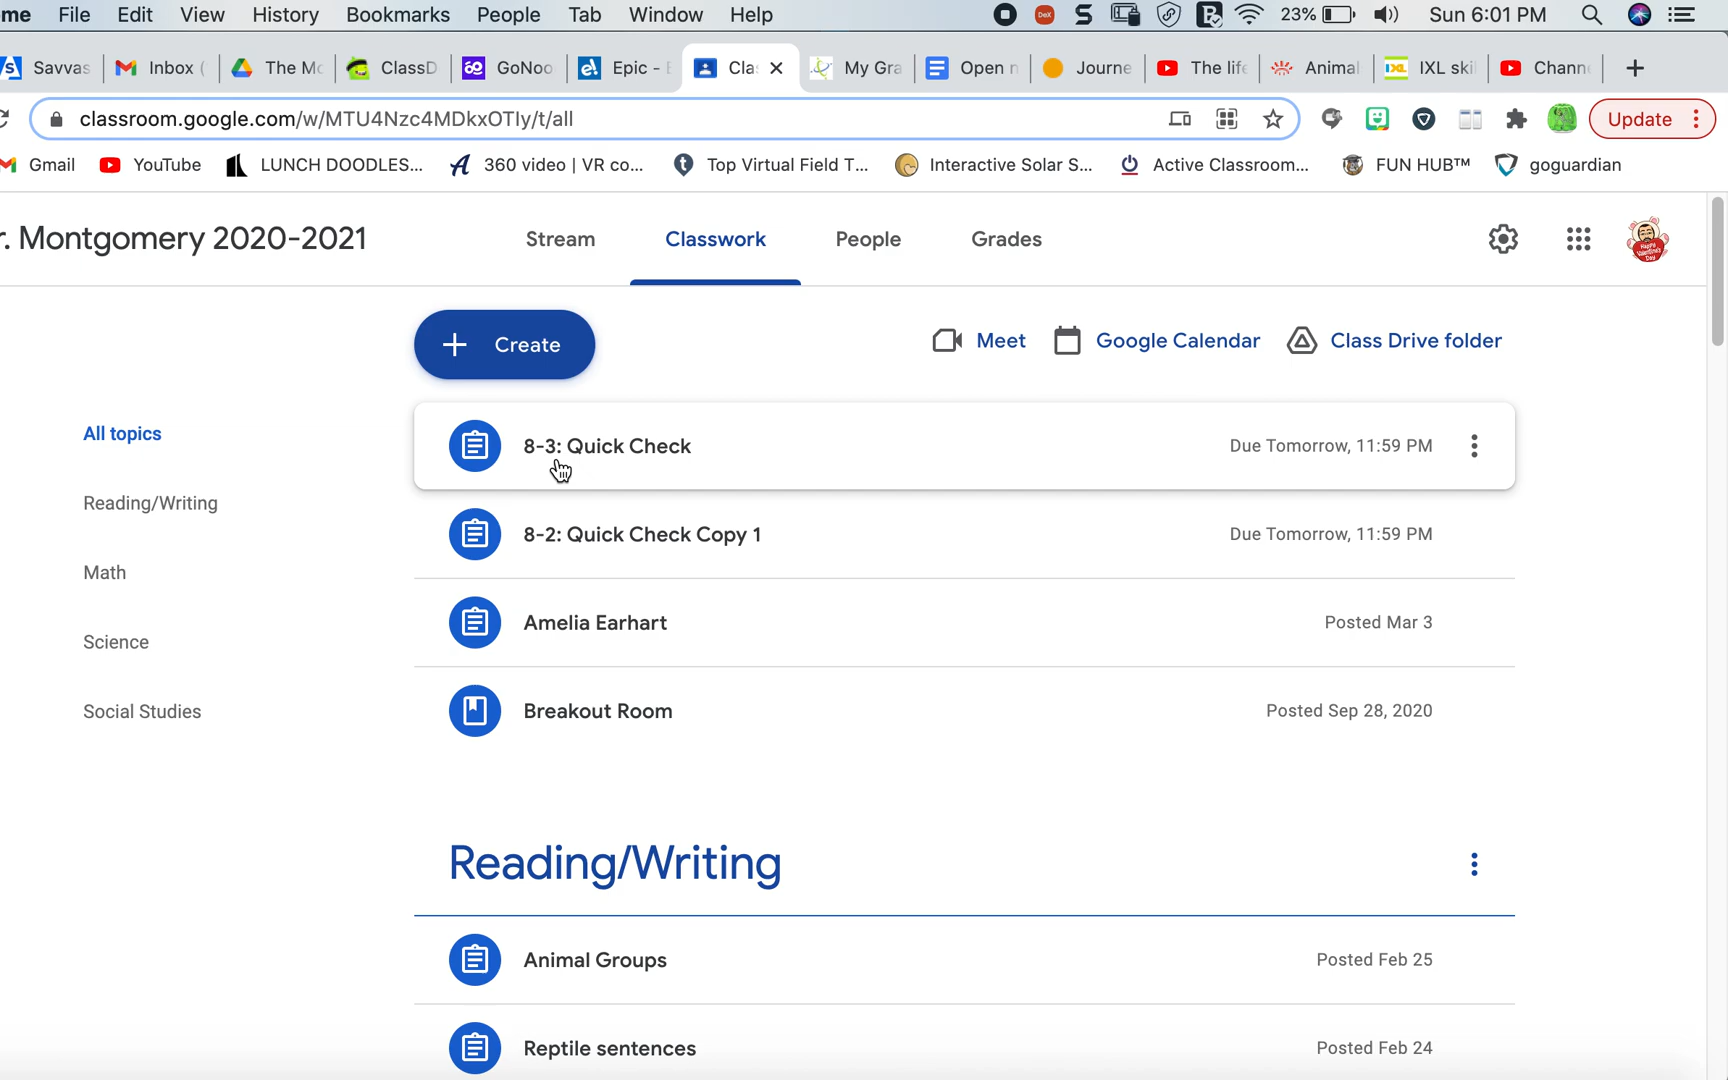 me File Edit View History Bookmarks People Tab Window Help DeX 23% Sun 6:01 PM
Savvas Inbox ( The Mo ClassD GoNoo Epic - E Cla My Gra Open n Journe The life Animal IXL skil Chann
classroom.google.com/w/MTU4Nzc4MDkxOTIy/t/all Update
Gmail YouTube LUNCH DOODLES... 360 video | VR co... Top Virtual Field T... Interactive Solar S... Active Classroom... FUN HUB™ goguardian
r. Montgomery 2020-2021 Stream Classwork People Grades
Create Meet Google Calendar Class Drive folder
All topics
Reading/Writing
Math
Science
Social Studies
8-3: Quick Check Due Tomorrow, 11:59 PM
8-2: Quick Check Copy 1 Due Tomorrow, 11:59 PM
Amelia Earhart Posted Mar 3
Breakout Room Posted Sep 28, 2020
Reading/Writing
Animal Groups Posted Feb 25
Reptile sentences Posted Feb 24